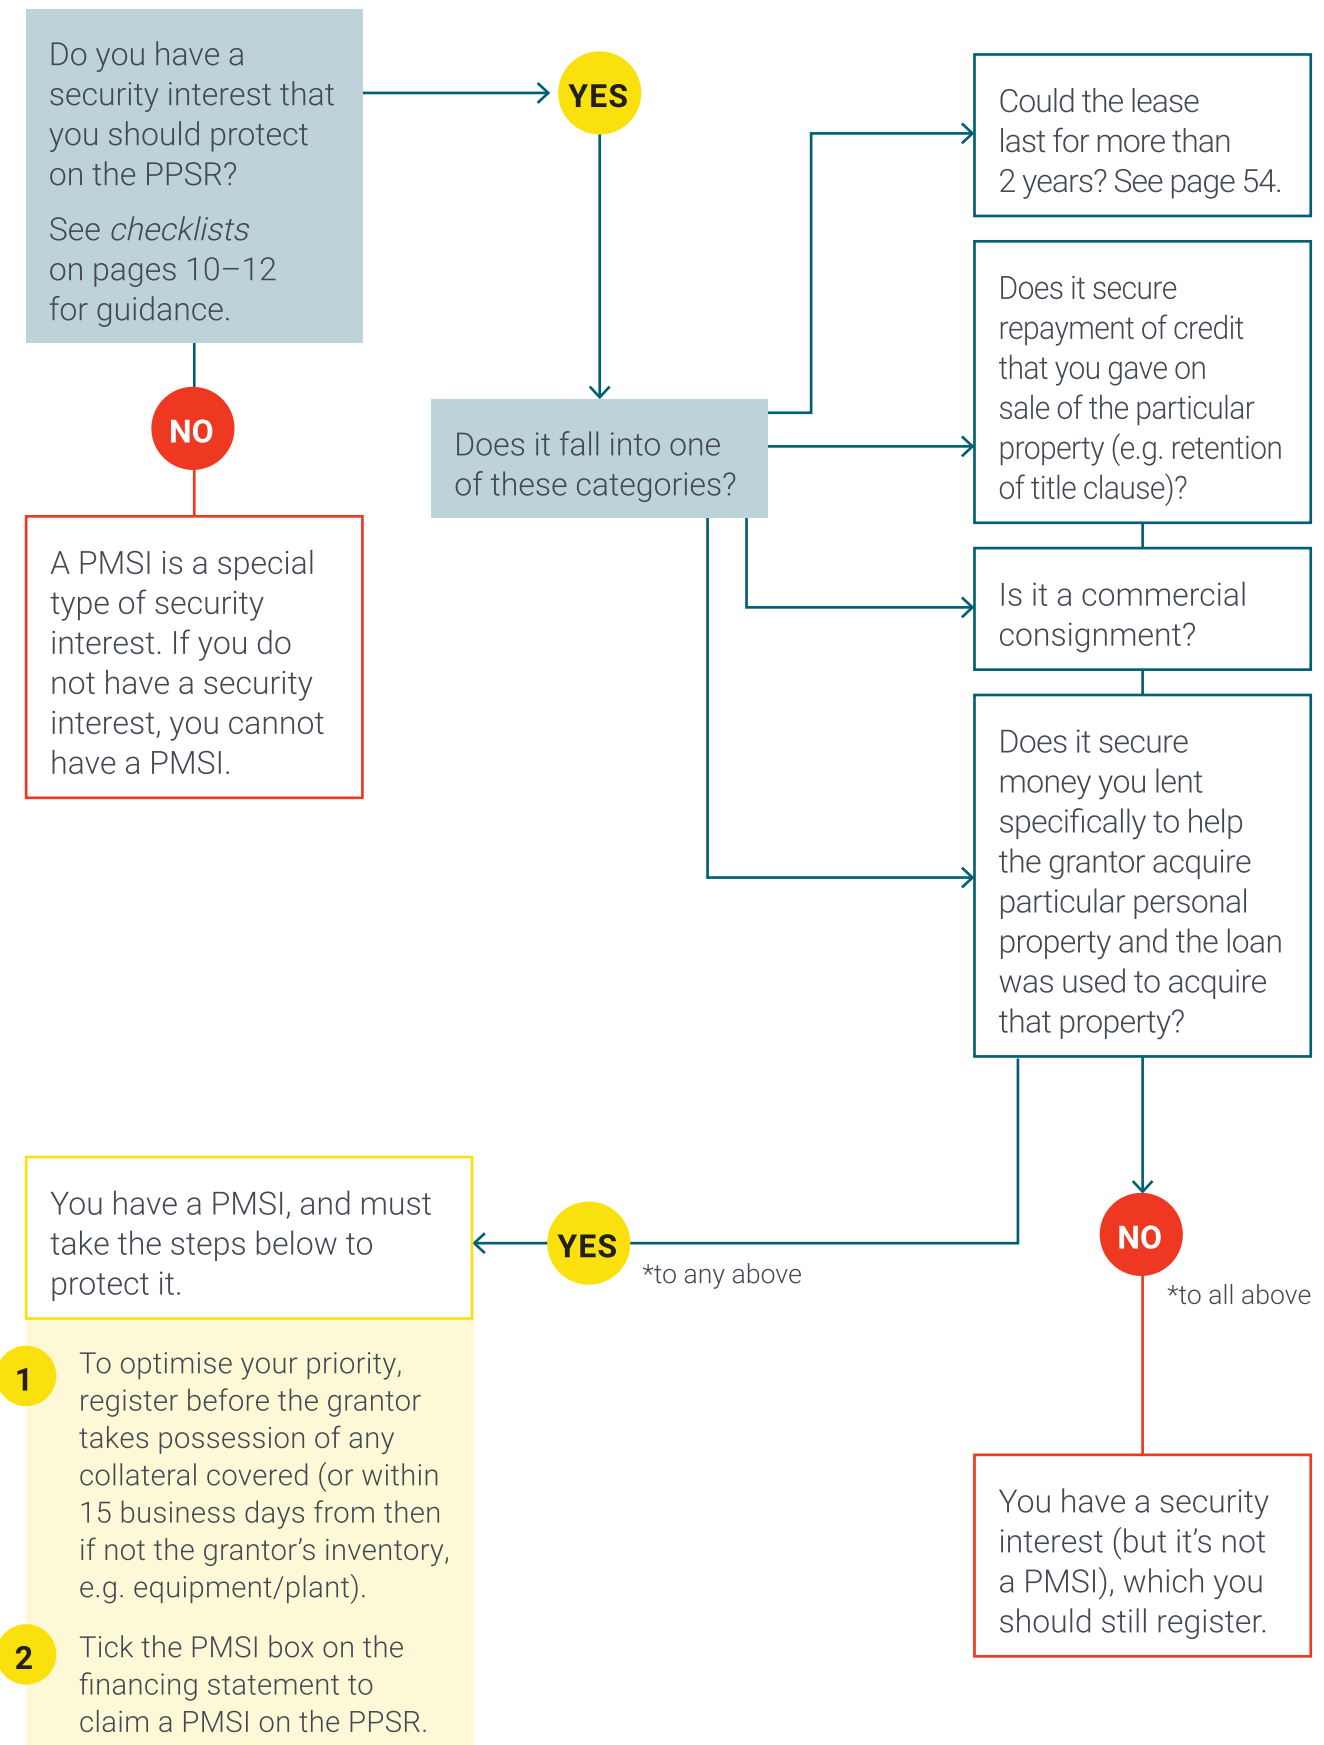 Do you have a
security interest that
you should protect
on the PPSR?
See checklists
on pages 10–12
for guidance.
YES
NO
A PMSI is a special
type of security
interest. If you do
not have a security
interest, you cannot
have a PMSI.
Does it fall into one
of these categories?
Could the lease
last for more than
2 years? See page 54.
Does it secure
repayment of credit
that you gave on
sale of the particular
property (e.g. retention
of title clause)?
Is it a commercial
consignment?
Does it secure
money you lent
specifically to help
the grantor acquire
particular personal
property and the loan
was used to acquire
that property?
YES
*to any above
NO
*to all above
You have a PMSI, and must
take the steps below to
protect it.
1
To optimise your priority,
register before the grantor
takes possession of any
collateral covered (or within
15 business days from then
if not the grantor’s inventory,
e.g. equipment/plant).
2
Tick the PMSI box on the
financing statement to
claim a PMSI on the PPSR.
You have a security
interest (but it’s not
a PMSI), which you
should still register.